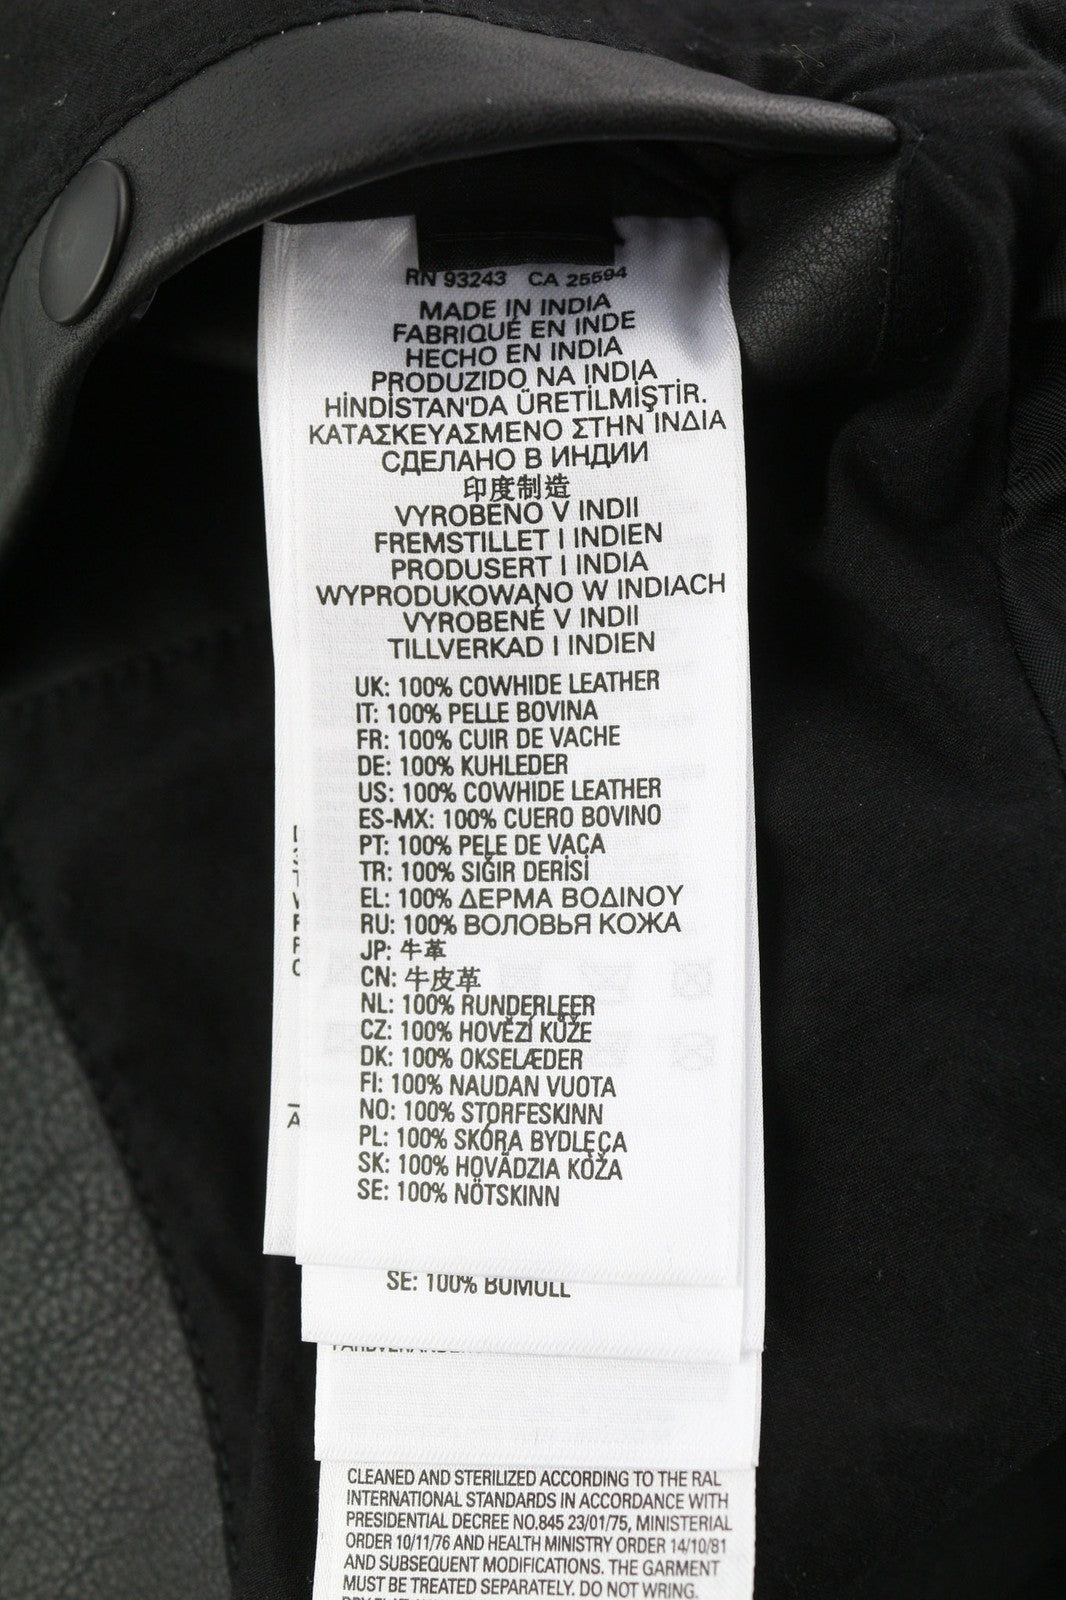 RN 93243 CA 25594
MADE IN INDIA
FABRIQUÉ EN INDE
HECHO EN INDIA
PRODUZIDO NA INDIA
HİNDİSTAN'DA ÜRETİLMİŞTİR.
ΚΑΤΑΣΚΕΥΑΣΜΕΝΟ ΣΤΗΝ ΙΝΔΙΑ
СДЕЛАНО В ИНДИИ
印度制造
VYROBENO V INDII
FREMSTILLET I INDIEN
PRODUSERT I INDIA
WYPRODUKOWANO W INDIACH
VYROBENÉ V INDII
TILLVERKAD I INDIEN
UK: 100% COWHIDE LEATHER
IT: 100% PELLE BOVINA
FR: 100% CUIR DE VACHE
DE: 100% KUHLEDER
US: 100% COWHIDE LEATHER
ES-MX: 100% CUERO BOVINO
PT: 100% PELE DE VACA
TR: 100% SIĞIR DERİSİ
EL: 100% ΔΕΡΜΑ ΒΟΔΙΝΟΥ
RU: 100% ВОЛОВЬЯ КОЖА
JP: 牛革
CN: 牛皮革
NL: 100% RUNDERLEER
CZ: 100% HOVĚZÍ KŮŽE
DK: 100% OKSELÆDER
FI: 100% NAUDAN VUOTA
NO: 100% STORFESKINN
PL: 100% SKÓRA BYDLĘCA
SK: 100% HOVÄDZIA KOŽA
SE: 100% NÖTSKINN
SE: 100% BOMULL
CLEANED AND STERILIZED ACCORDING TO THE RAL
INTERNATIONAL STANDARDS IN ACCORDANCE WITH
PRESIDENTIAL DECREE NO.845 23/01/75, MINISTERIAL
ORDER 10/11/76 AND HEALTH MINISTRY ORDER 14/10/81
AND SUBSEQUENT MODIFICATIONS. THE GARMENT
MUST BE TREATED SEPARATELY. DO NOT WRING.